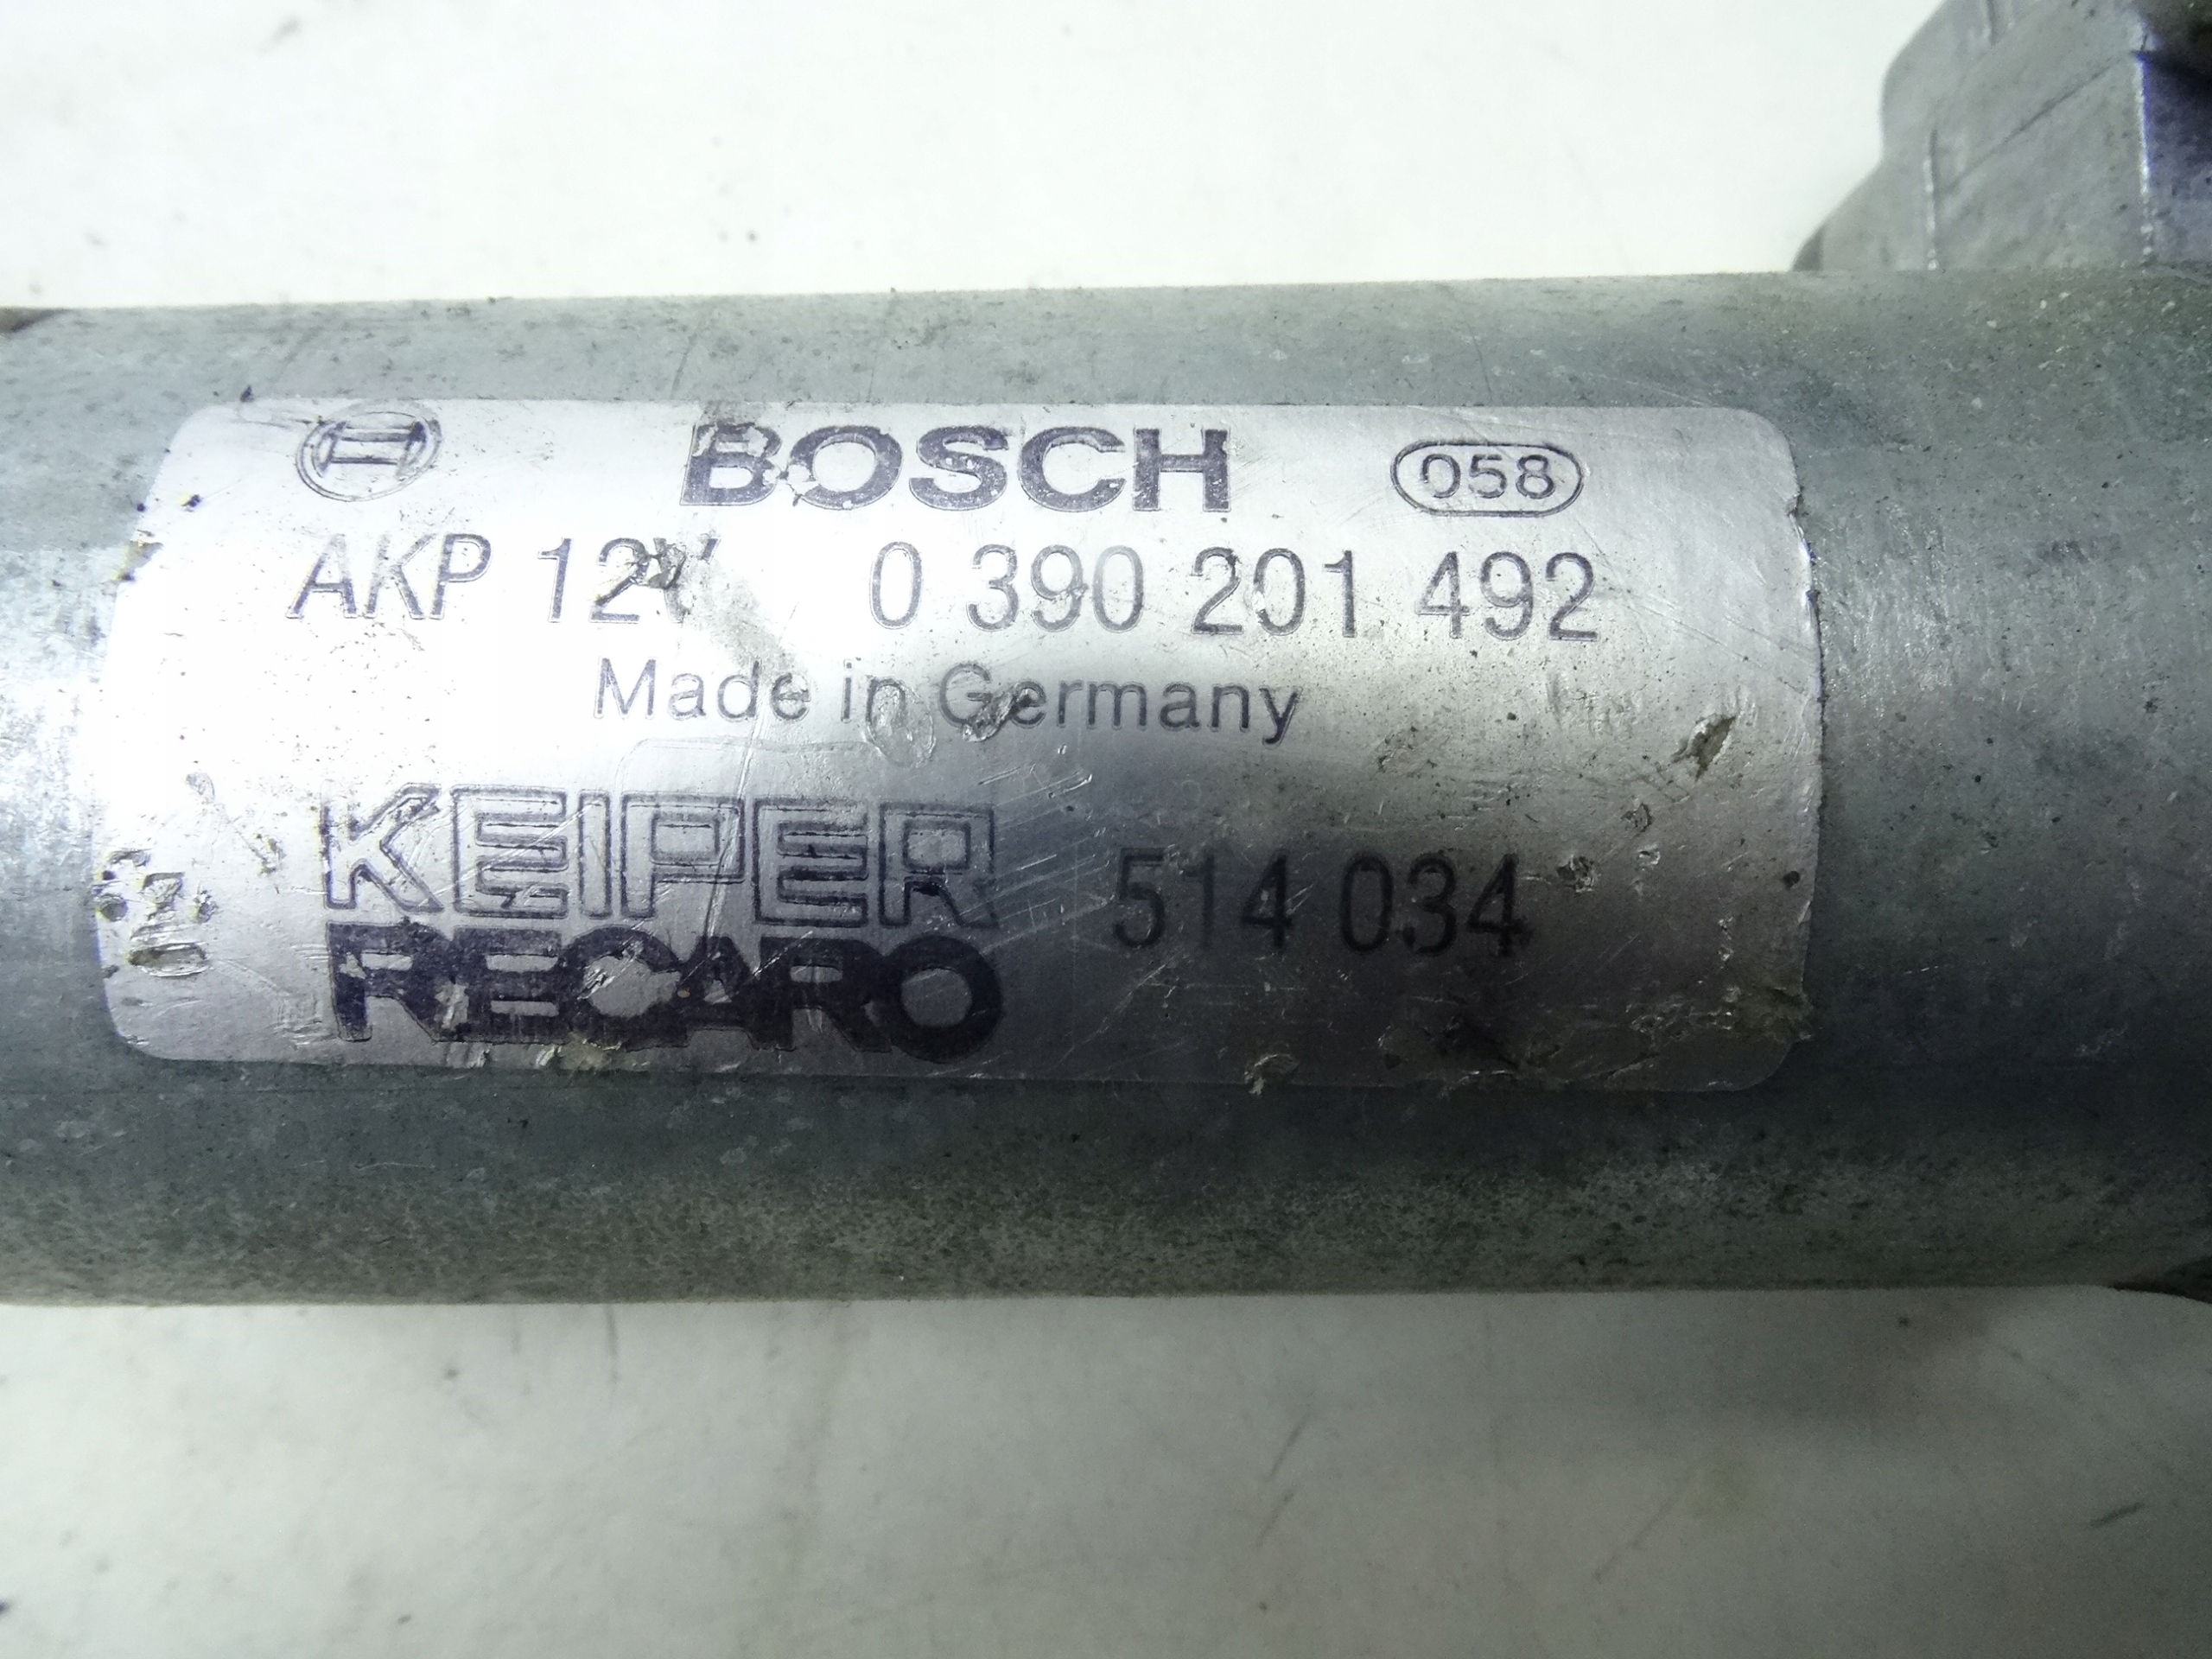 BOSCH 058
AKP 12V 0 390 201 492
Made in Germany
KEIPER
RECARO 514 034